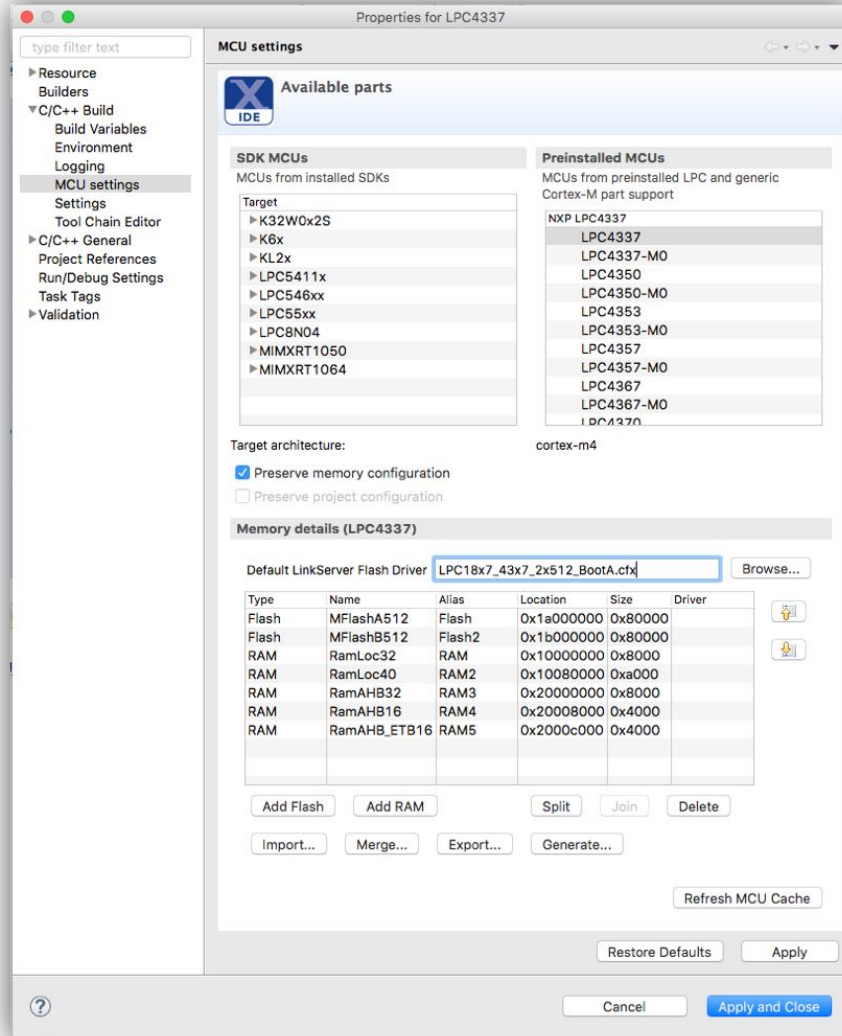 Properties for LPC4337
type filter text
Resource
Builders
C/C++ Build
Build Variables
Environment
Logging
MCU settings
Settings
Tool Chain Editor
C/C++ General
Project References
Run/Debug Settings
Task Tags
Validation
MCU settings
X
IDE
Available parts
SDK MCUs
MCUs from installed SDKs
Target
K32W0x2S
K6x
KL2x
LPC5411x
LPC546xx
LPC55xx
LPC8N04
MIMXRT1050
MIMXRT1064
Preinstalled MCUs
MCUs from preinstalled LPC and generic
Cortex-M part support
NXP LPC4337
LPC4337
LPC4337-M0
LPC4350
LPC4350-M0
LPC4353
LPC4353-M0
LPC4357
LPC4357-M0
LPC4367
LPC4367-M0
LPC4370
Target architecture: cortex-m4
Preserve memory configuration
Preserve project configuration
Memory details (LPC4337)
Default LinkServer Flash Driver LPC18x7_43x7_2x512_BootA.cfx Browse...
Type Name Alias Location Size Driver
Flash MFlashA512 Flash 0x1a000000 0x80000
Flash MFlashB512 Flash2 0x1b000000 0x80000
RAM RamLoc32 RAM 0x10000000 0x8000
RAM RamLoc40 RAM2 0x10080000 0xa000
RAM RamAHB32 RAM3 0x20000000 0x8000
RAM RamAHB16 RAM4 0x20008000 0x4000
RAM RamAHB_ETB16 RAM5 0x2000c000 0x4000
Add Flash Add RAM Split Join Delete
Import... Merge... Export... Generate...
Refresh MCU Cache
Restore Defaults Apply
? Cancel Apply and Close